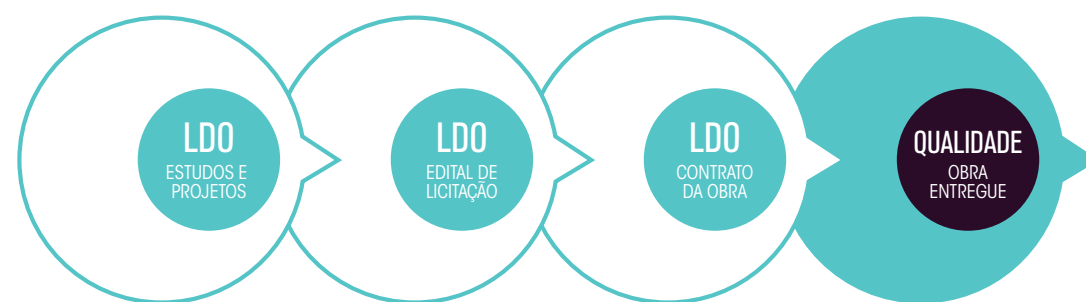 LDO
ESTUDOS E
PROJETOS
LDO
EDITAL DE
LICITAÇÃO
LDO
CONTRATO
DA OBRA
QUALIDADE
OBRA
ENTREGUE